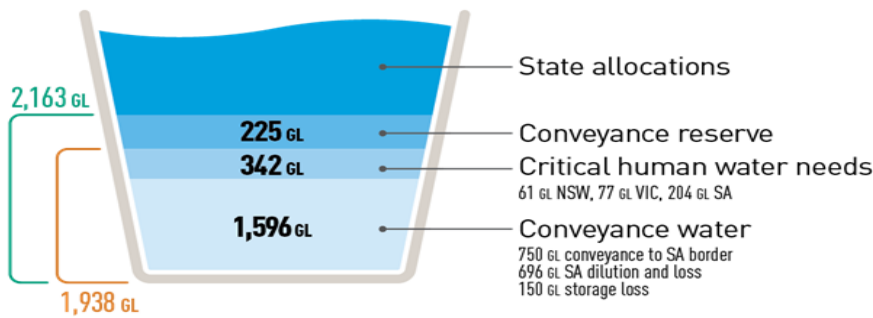 State allocations
2,163 GL
225 GL
Conveyance reserve
342 GL
Critical human water needs
61 GL NSW, 77 GL VIC, 204 GL SA
1,596 GL
Conveyance water
750 GL conveyance to SA border
696 GL SA dilution and loss
150 GL storage loss
1,938 GL